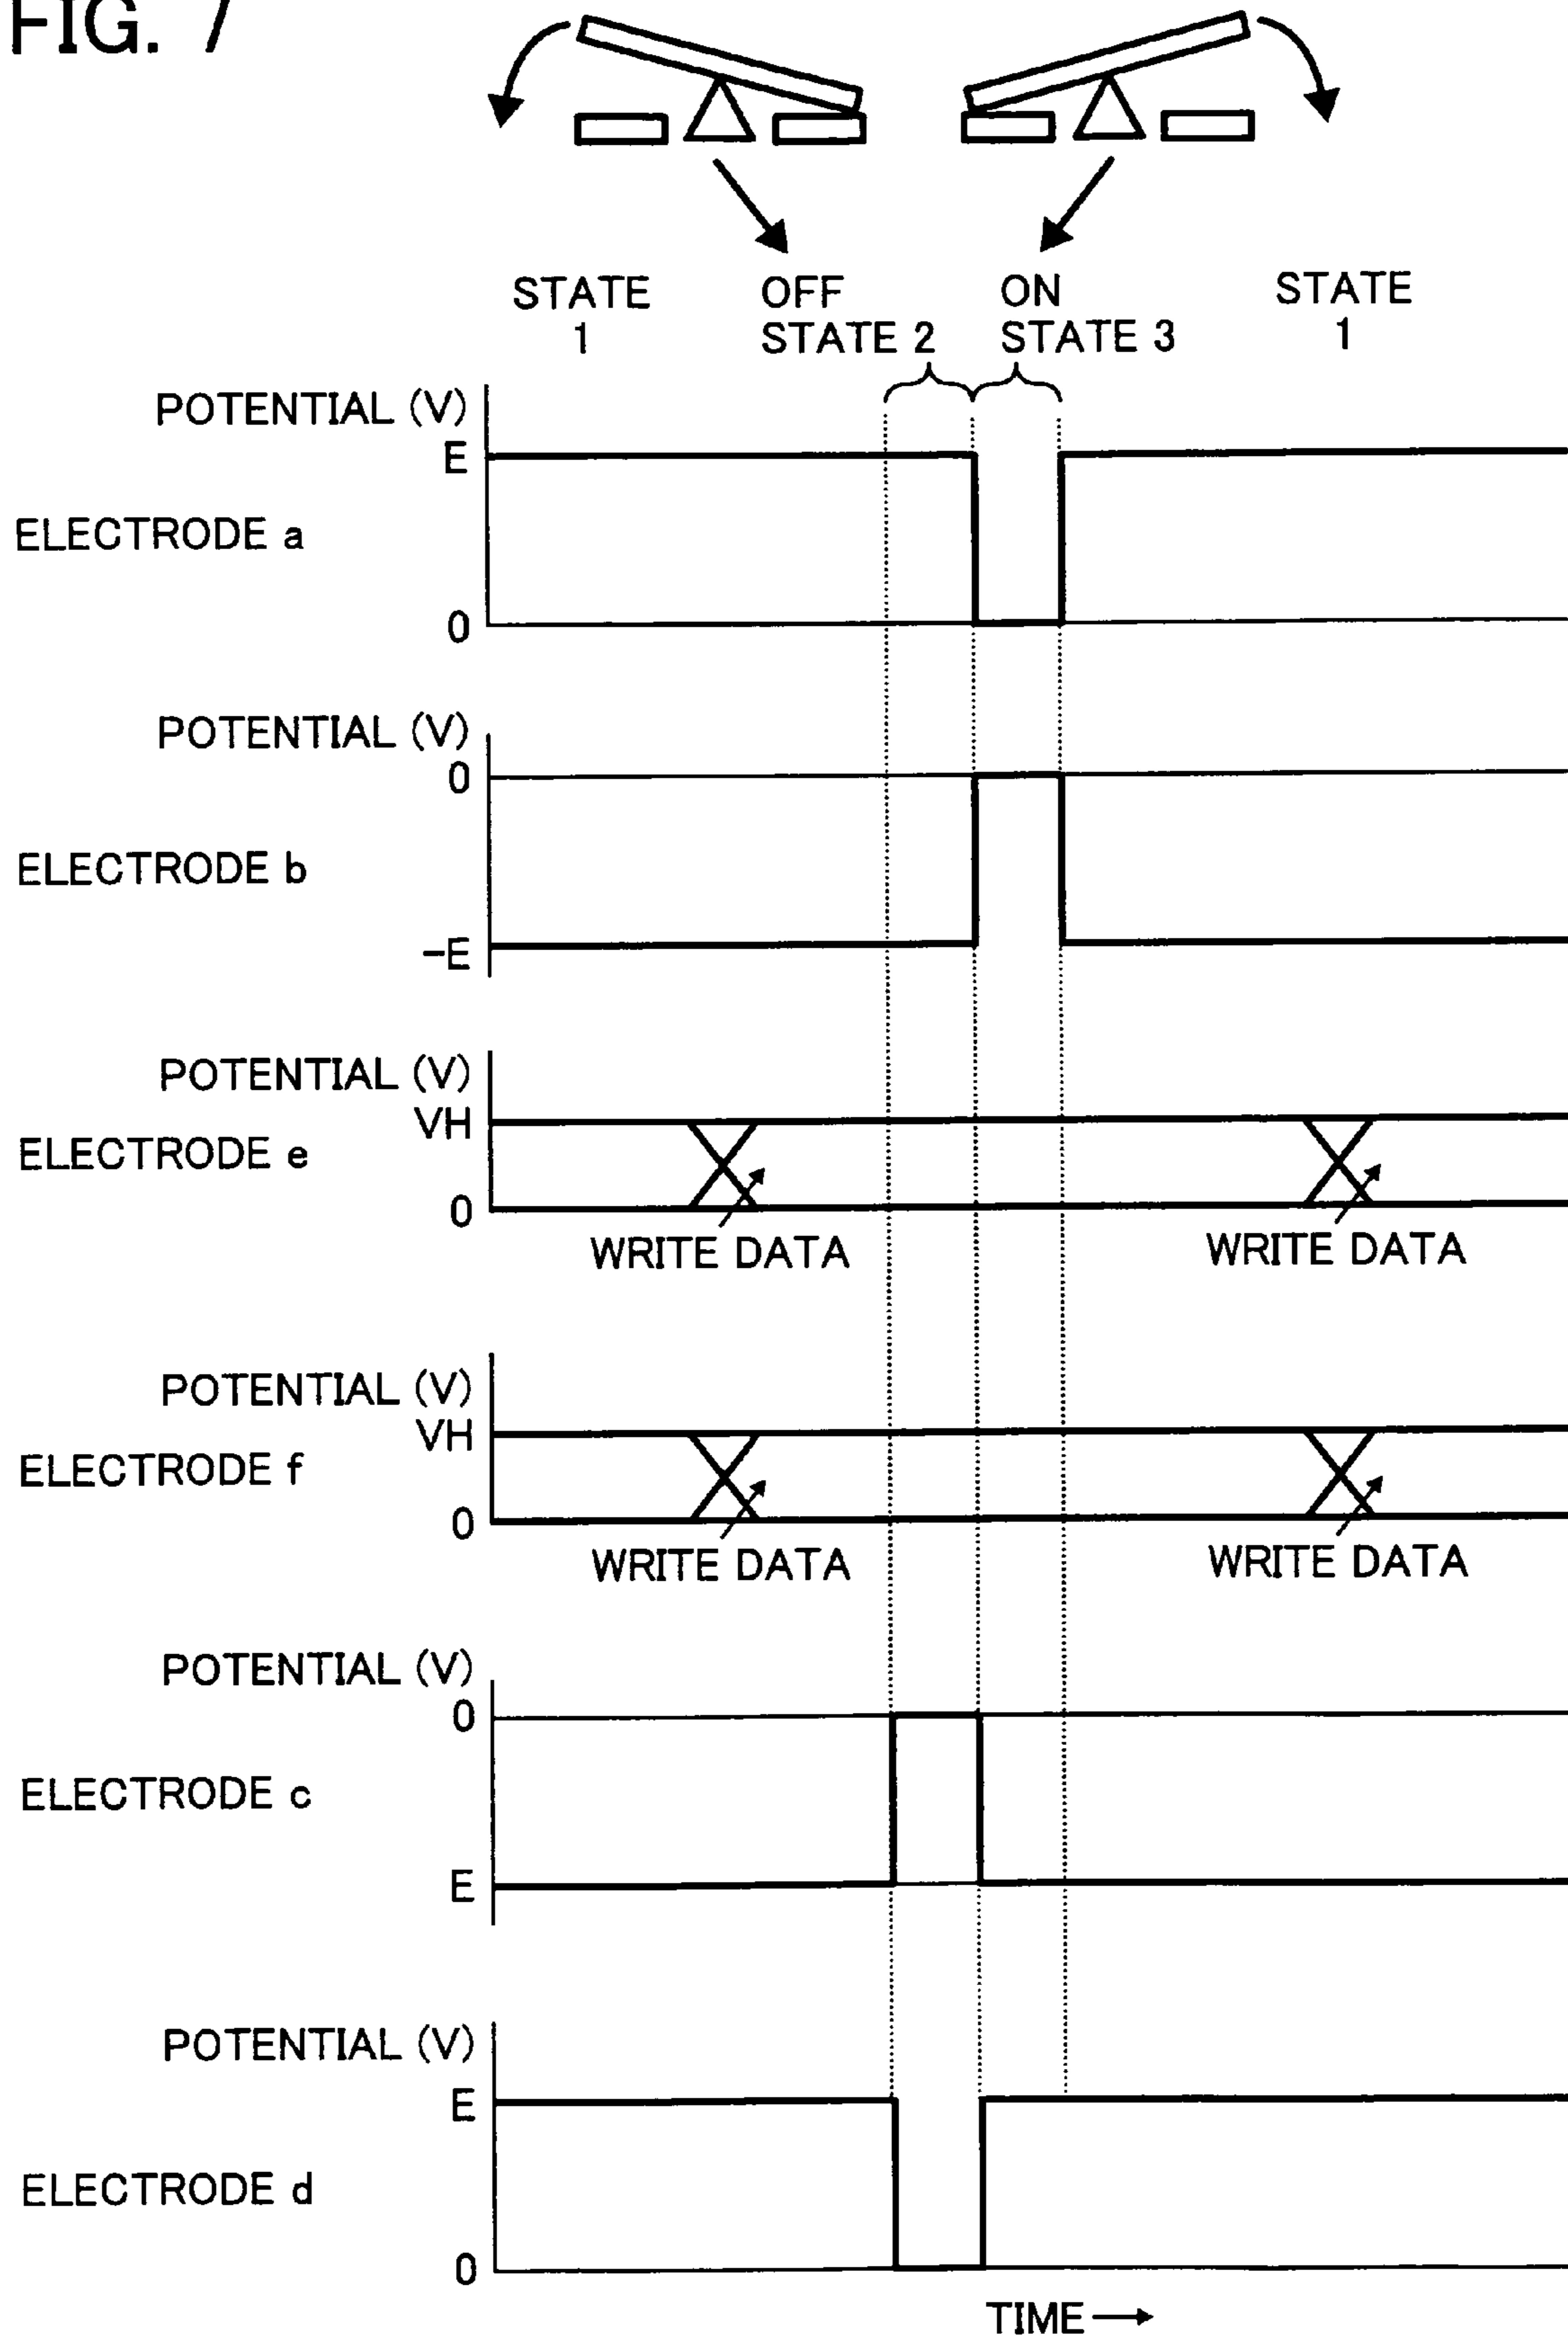 FIG. 7
STATE 1
OFF STATE 2
ON STATE 3
STATE 1
POTENTIAL (V)
E
ELECTRODE a
0
POTENTIAL (V)
0
ELECTRODE b
-E
POTENTIAL (V)
VH
ELECTRODE e
0
WRITE DATA
WRITE DATA
POTENTIAL (V)
VH
ELECTRODE f
0
WRITE DATA
WRITE DATA
POTENTIAL (V)
0
ELECTRODE c
E
POTENTIAL (V)
E
ELECTRODE d
0
TIME